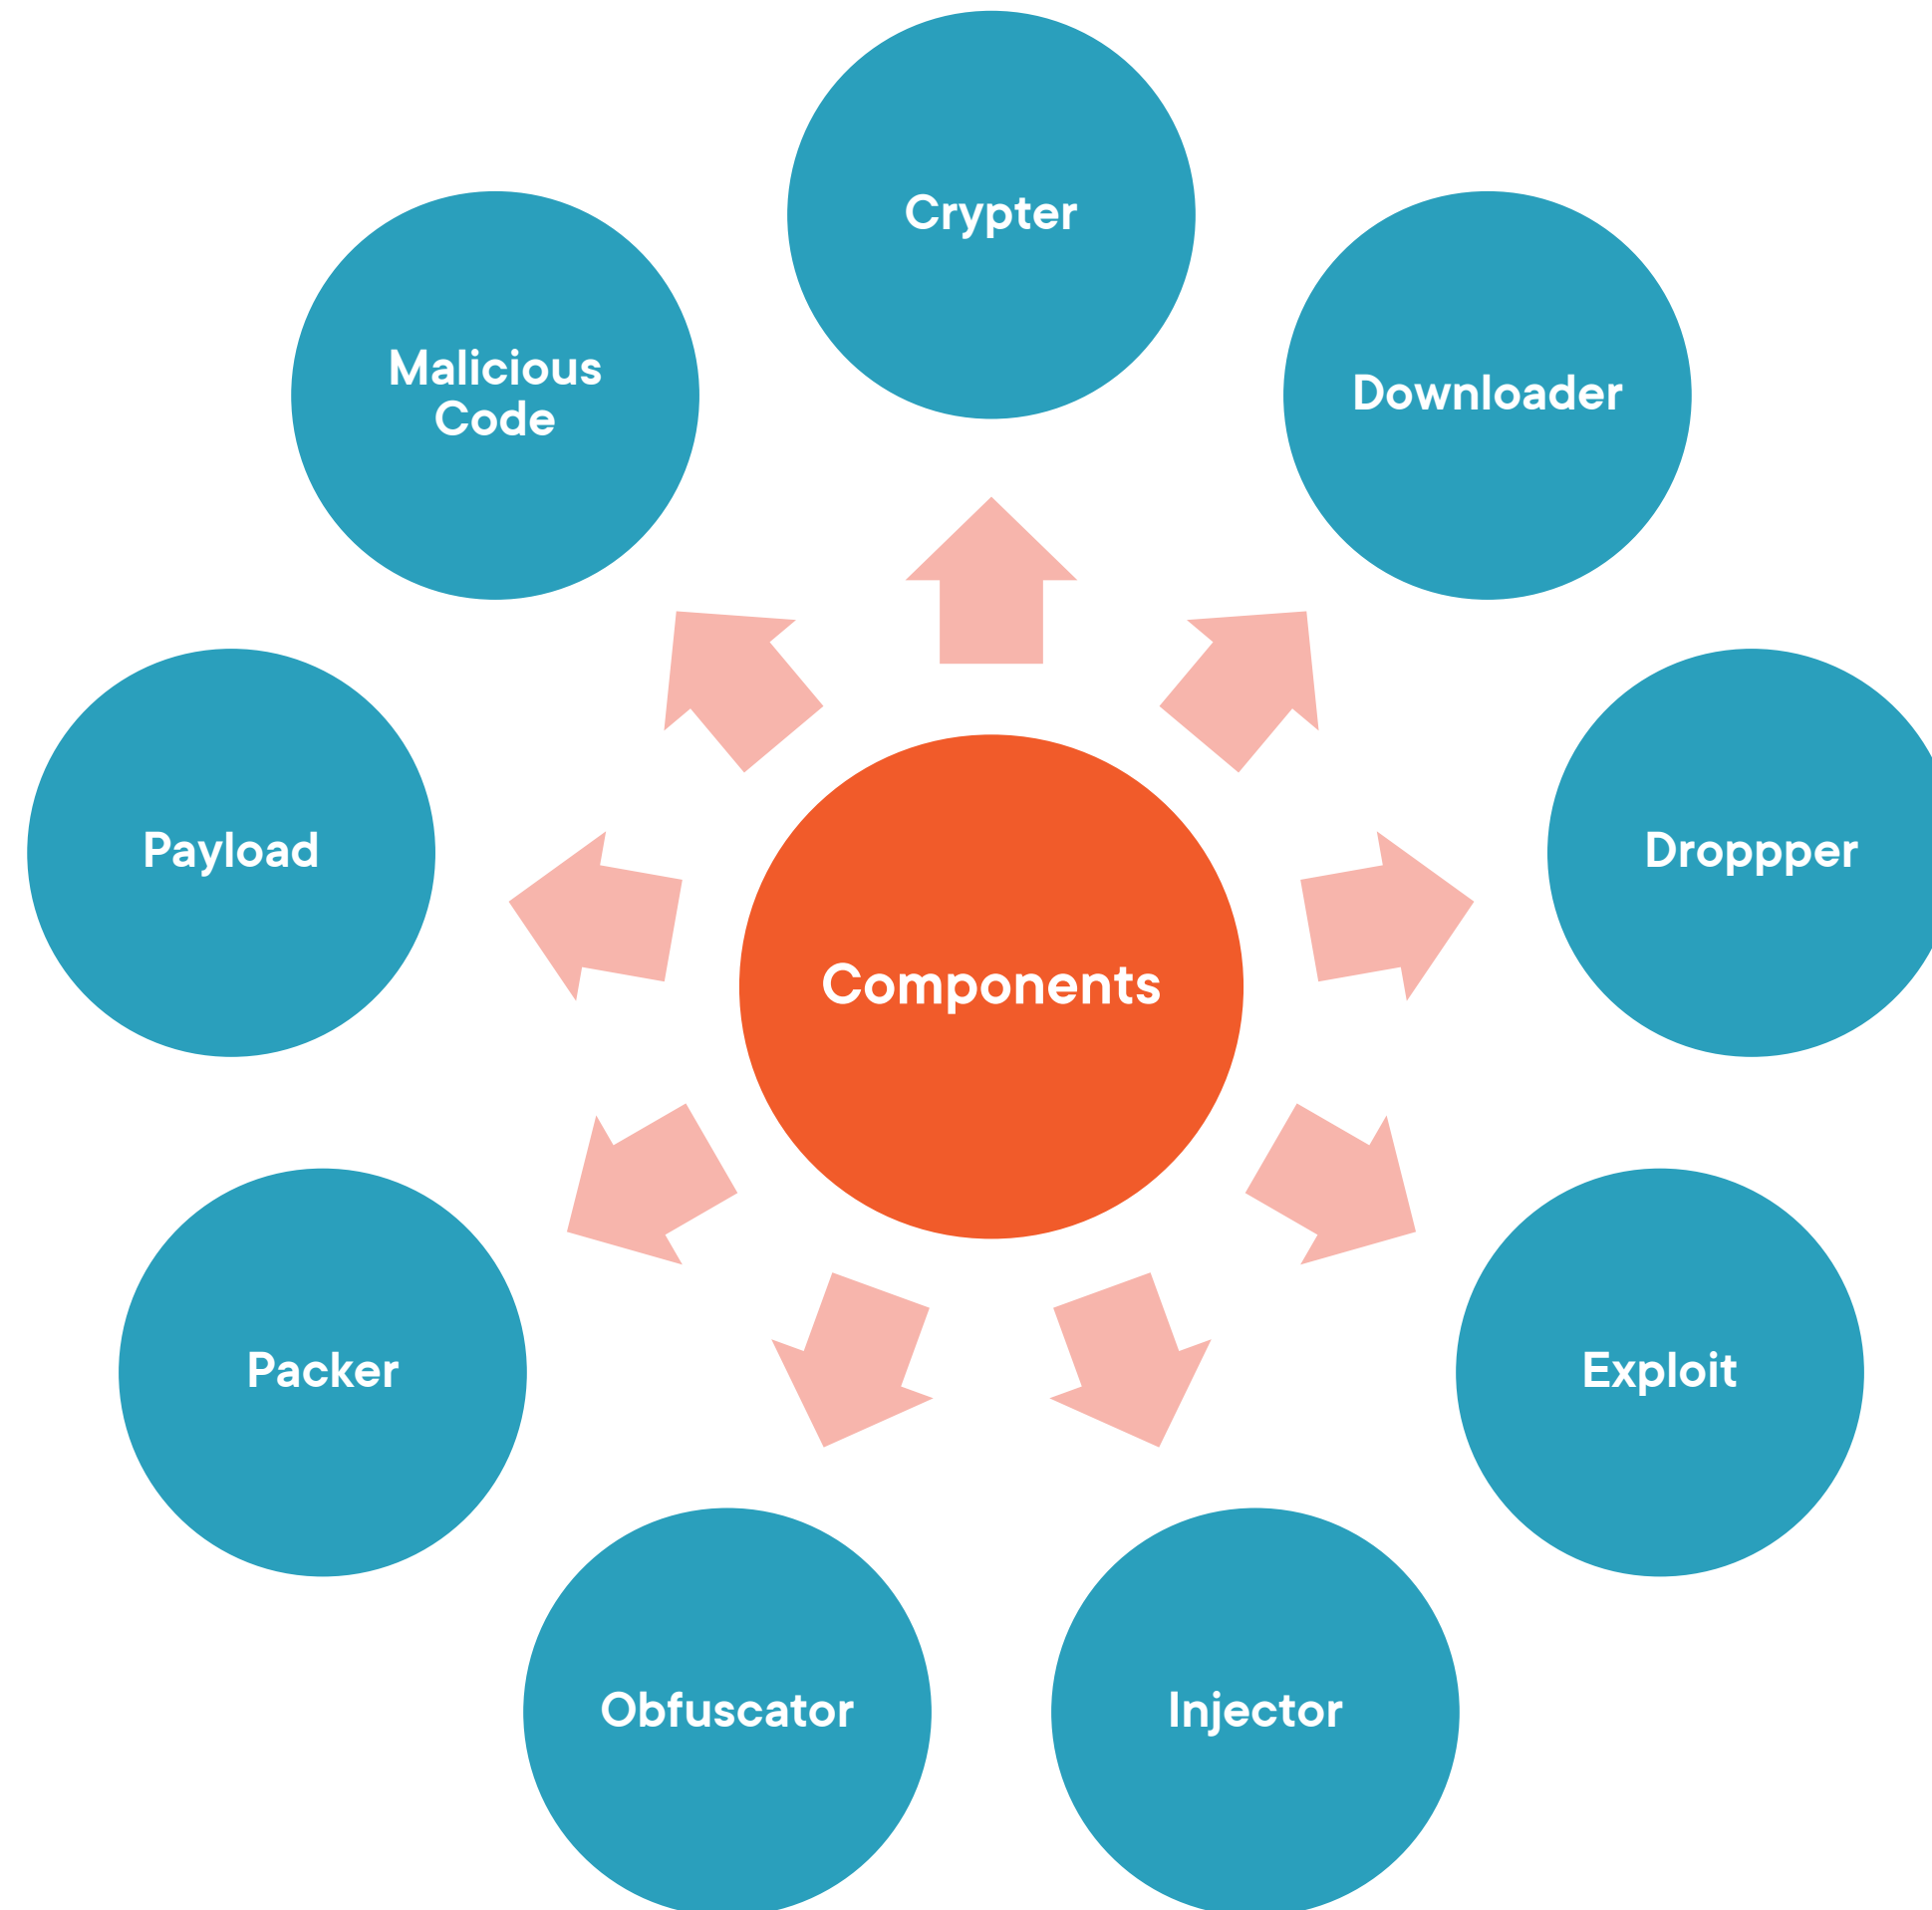 Crypter
Malicious
Code
Downloader
Payload
Droppper
Components
Packer
Exploit
Obfuscator
Injector